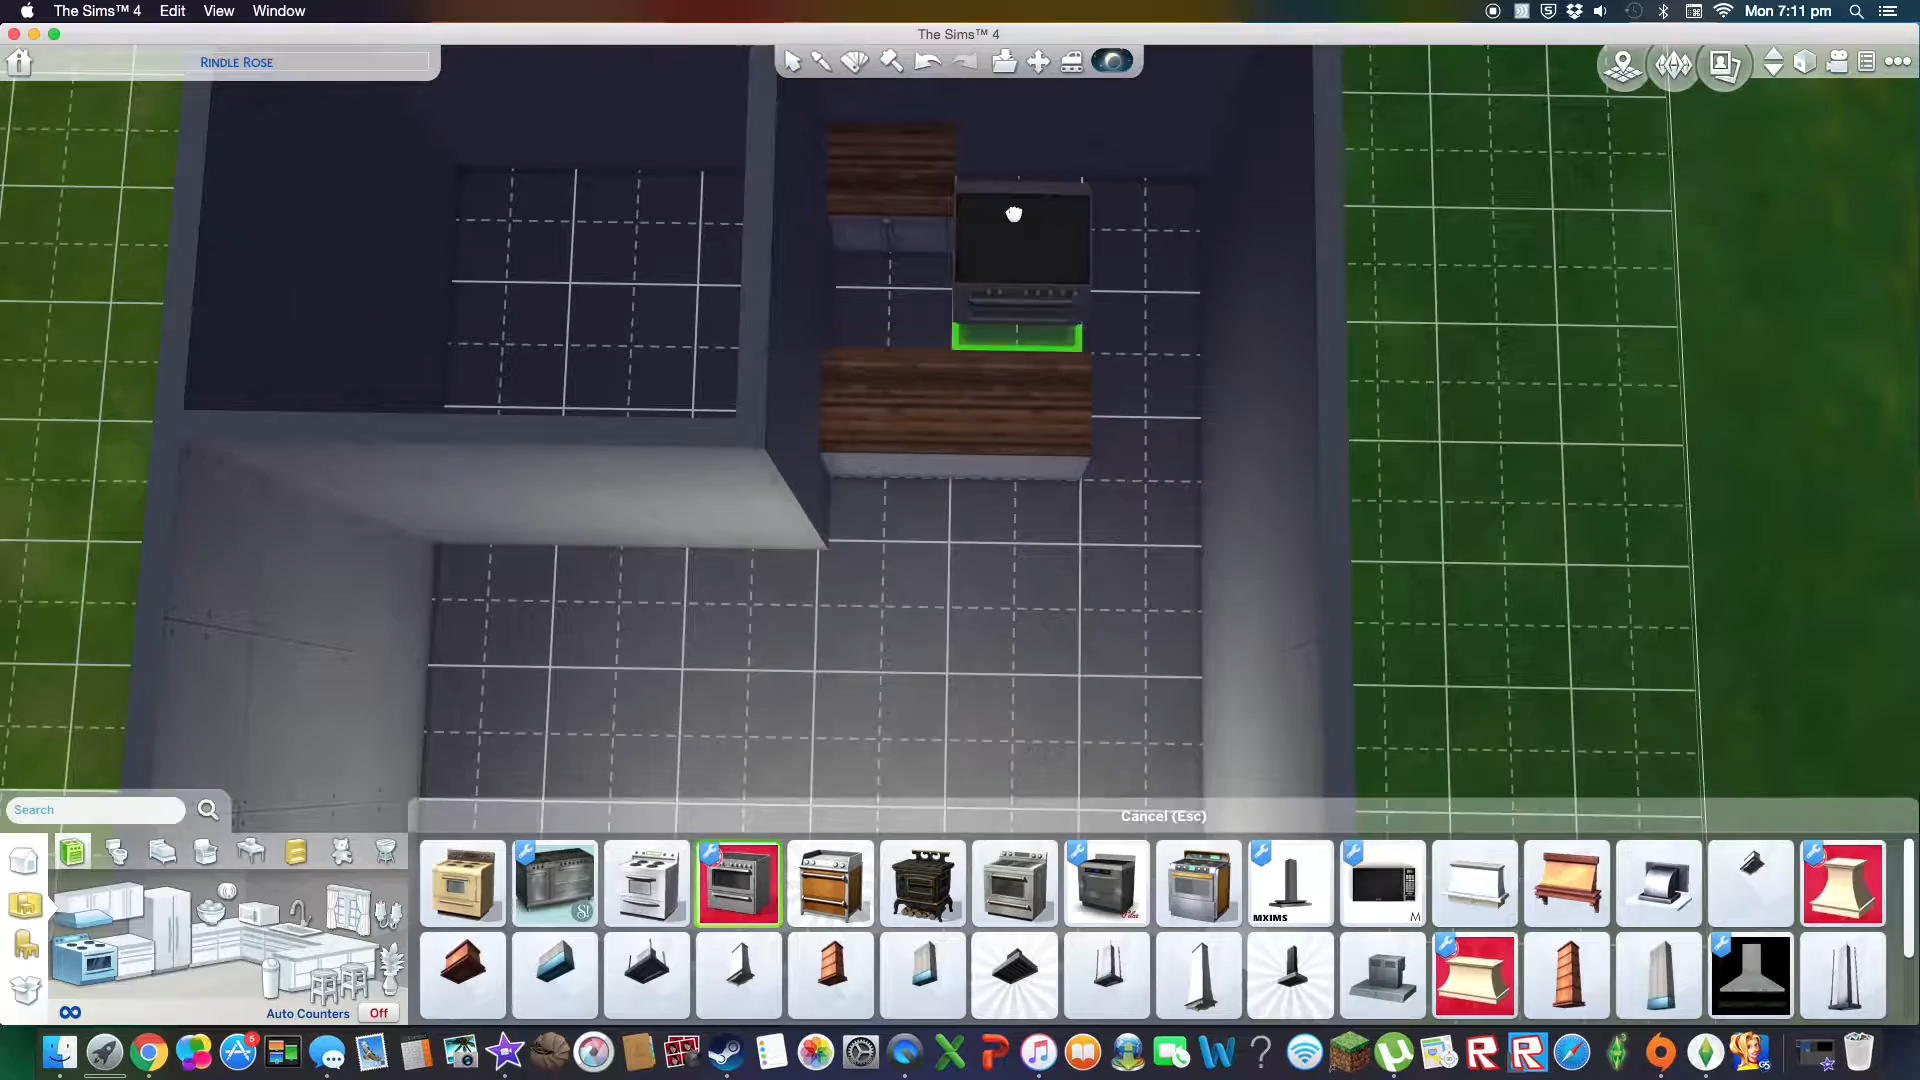 The Sims™ 4 Edit View Window
Mon 7:11 pm
The Sims™ 4
RINDLE ROSE
Search
Cancel (Esc)
MXIMS
M
Auto Counters Off
5